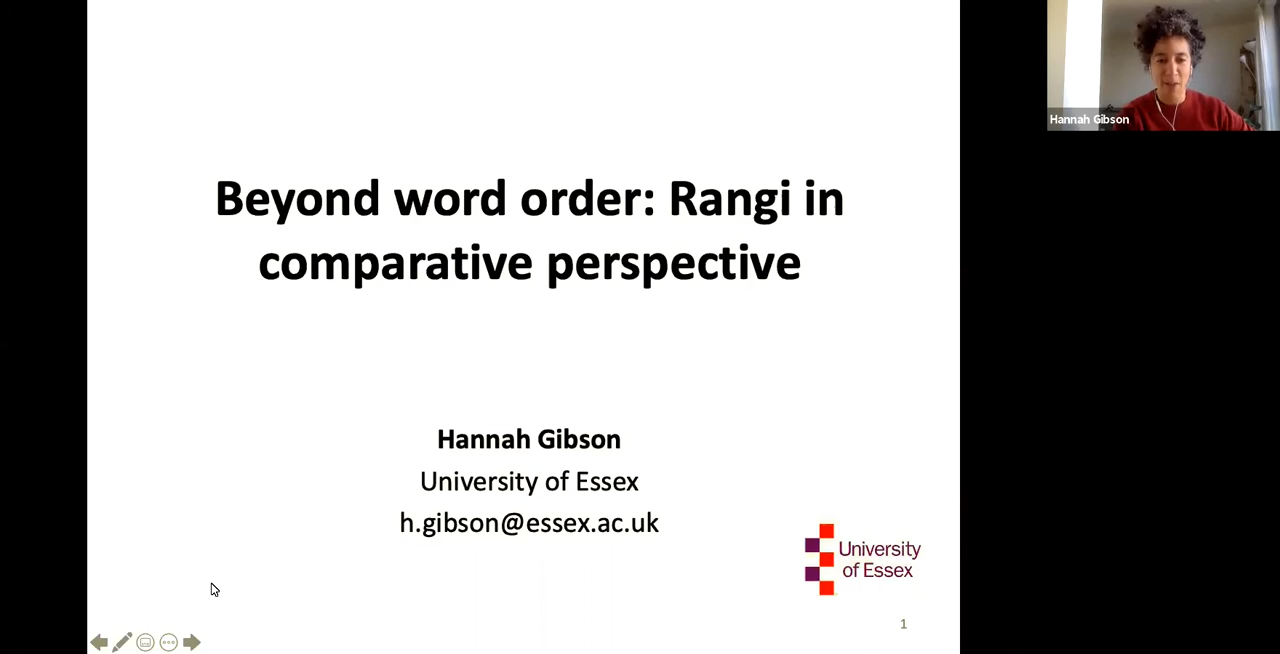 Beyond word order: Rangi in
comparative perspective
Hannah Gibson
University of Essex
h.gibson@essex.ac.uk
University
of Essex
1
Hannah Gibson